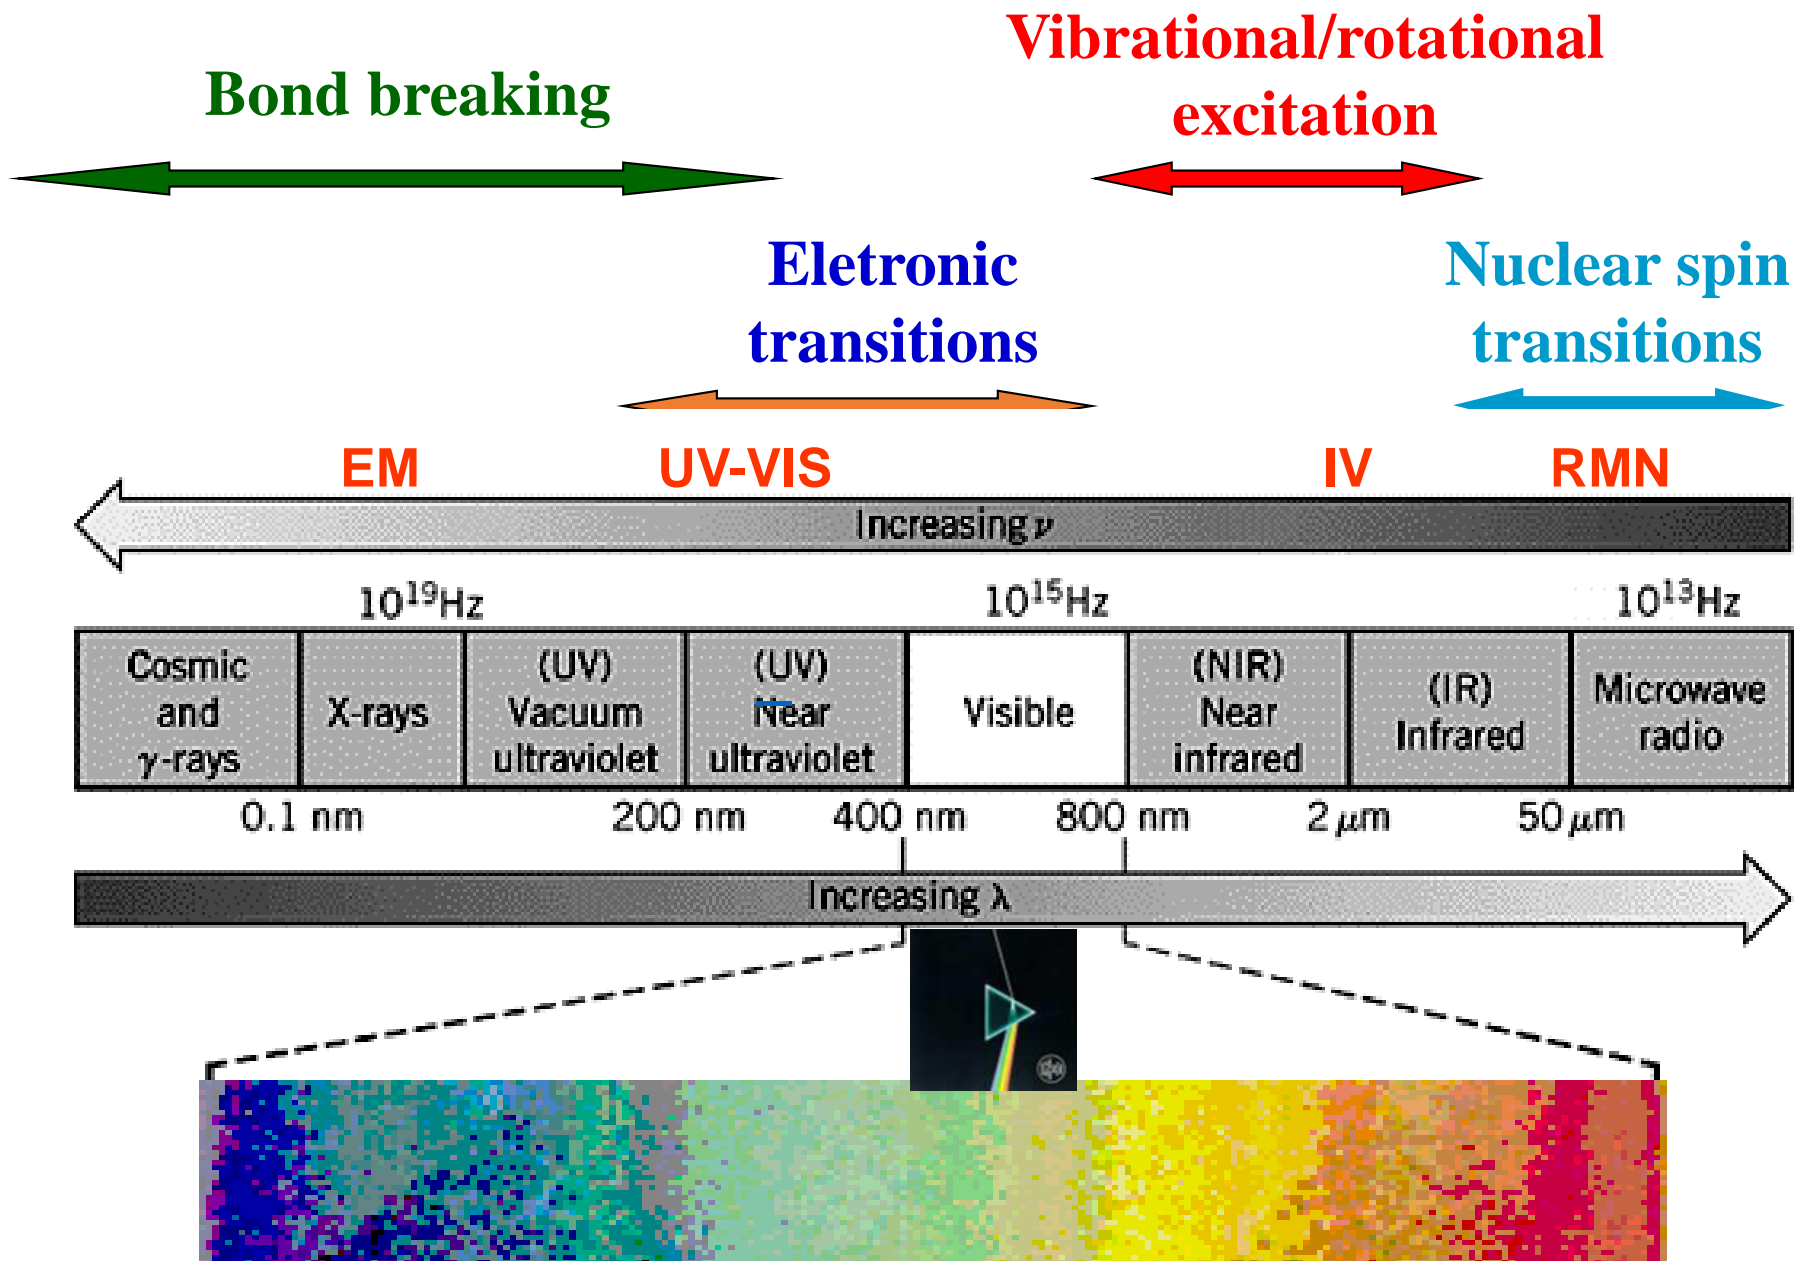 Vibrational/rotational
excitation
Bond breaking
Eletronic
transitions
Nuclear spin
transitions
EM UV-VIS IV RMN
Increasing ν
10¹⁹Hz 10¹⁵Hz 10¹³Hz
Cosmic
and
γ-rays
X-rays
(UV)
Vacuum
ultraviolet
(UV)
Near
ultraviolet
Visible
(NIR)
Near
infrared
(IR)
Infrared
Microwave
radio
0.1 nm 200 nm 400 nm 800 nm 2 μm 50 μm
Increasing λ